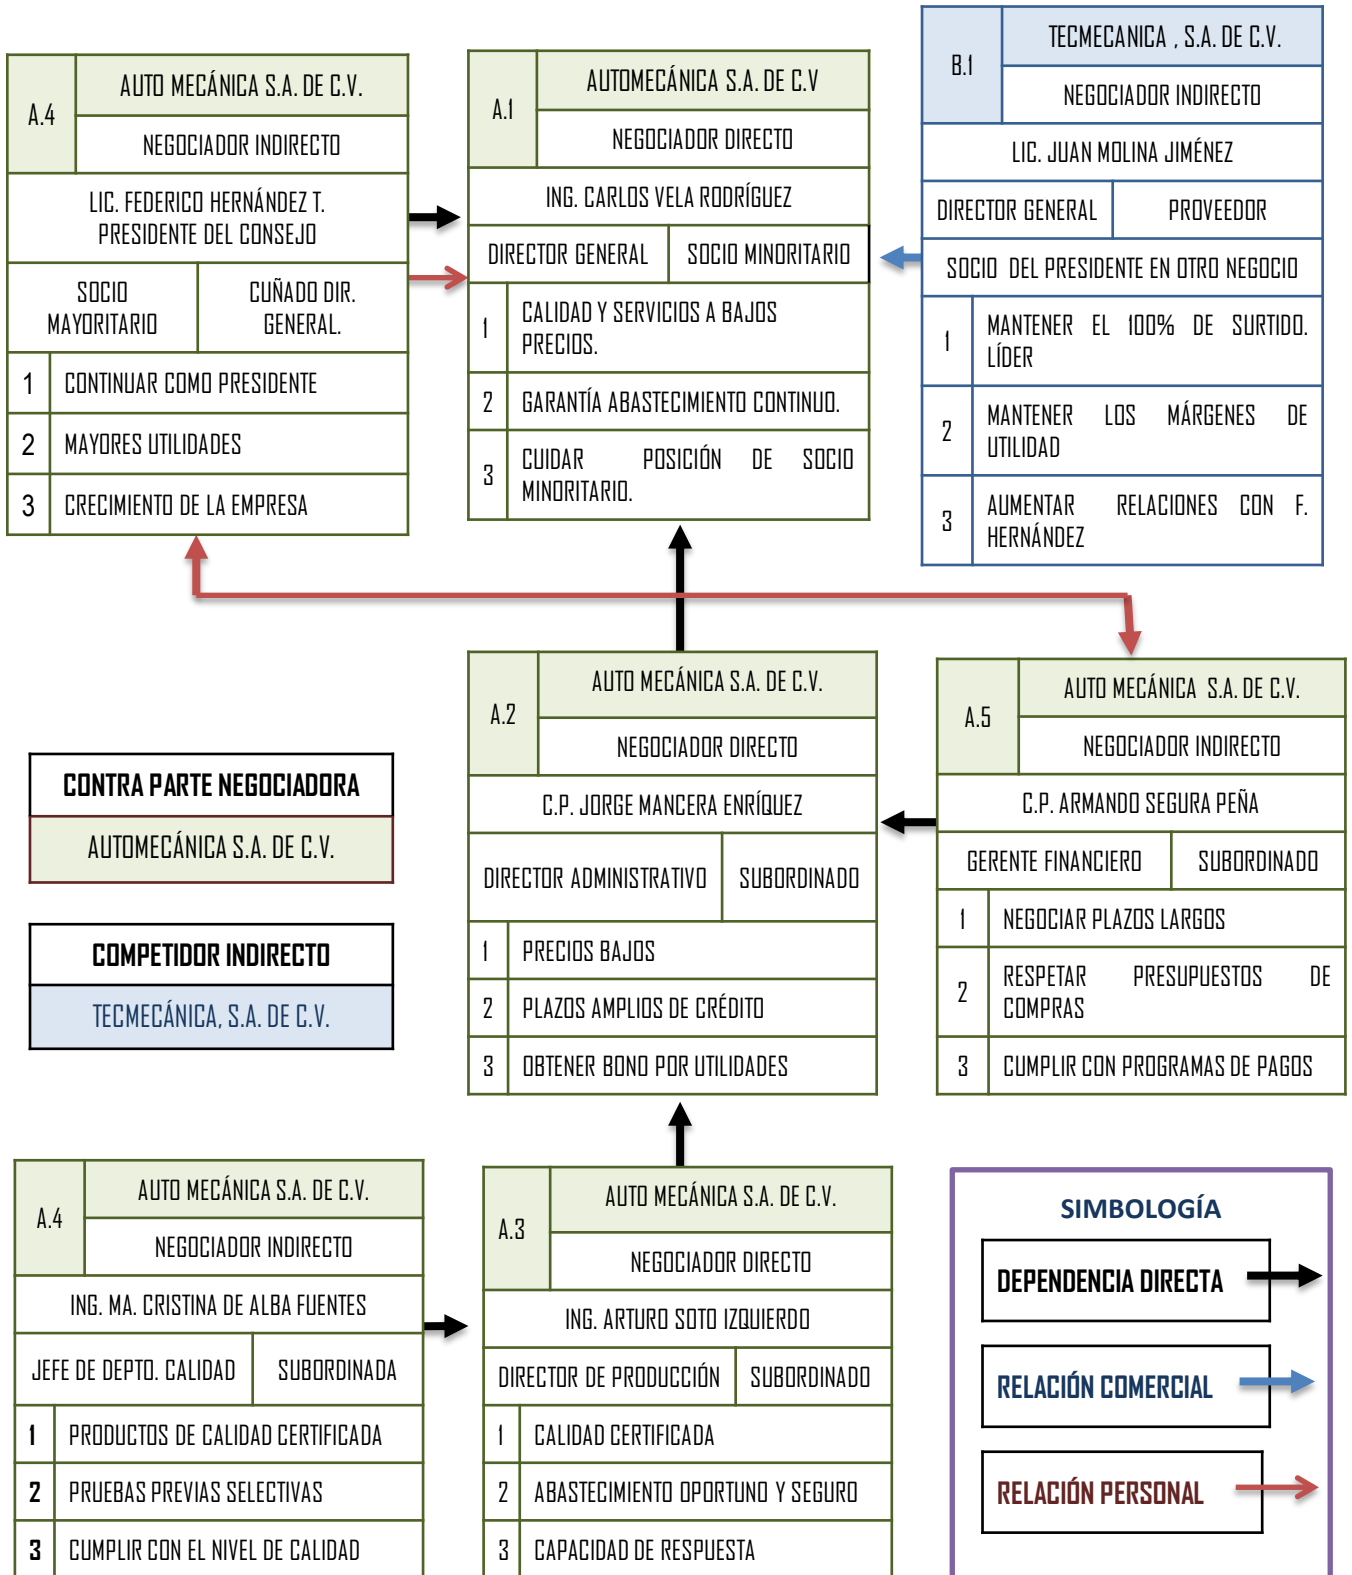 A.4
AUTO MECÁNICA S.A. DE C.V.
NEGOCIADOR INDIRECTO
LIC. FEDERICO HERNÁNDEZ T.
PRESIDENTE DEL CONSEJO
SOCIO
MAYORITARIO
CUÑADO DIR.
GENERAL.
1 CONTINUAR COMO PRESIDENTE
2 MAYORES UTILIDADES
3 CRECIMIENTO DE LA EMPRESA
A.1
AUTOMECÁNICA S.A. DE C.V
NEGOCIADOR DIRECTO
ING. CARLOS VELA RODRÍGUEZ
DIRECTOR GENERAL
SOCIO MINORITARIO
1 CALIDAD Y SERVICIOS A BAJOS
PRECIOS.
2 GARANTÍA ABASTECIMIENTO CONTINUO.
3 CUIDAR POSICIÓN DE SOCIO
MINORITARIO.
B.1
TECMECANICA , S.A. DE C.V.
NEGOCIADOR INDIRECTO
LIC. JUAN MOLINA JIMÉNEZ
DIRECTOR GENERAL
PROVEEDOR
SOCIO DEL PRESIDENTE EN OTRO NEGOCIO
1 MANTENER EL 100% DE SURTIDO.
LÍDER
2 MANTENER LOS MÁRGENES DE
UTILIDAD
3 AUMENTAR RELACIONES CON F.
HERNÁNDEZ
CONTRA PARTE NEGOCIADORA
AUTOMECÁNICA S.A. DE C.V.
COMPETIDOR INDIRECTO
TECMECÁNICA, S.A. DE C.V.
A.2
AUTO MECÁNICA S.A. DE C.V.
NEGOCIADOR DIRECTO
C.P. JORGE MANCERA ENRÍQUEZ
DIRECTOR ADMINISTRATIVO
SUBORDINADO
1 PRECIOS BAJOS
2 PLAZOS AMPLIOS DE CRÉDITO
3 OBTENER BONO POR UTILIDADES
A.5
AUTO MECÁNICA S.A. DE C.V.
NEGOCIADOR INDIRECTO
C.P. ARMANDO SEGURA PEÑA
GERENTE FINANCIERO
SUBORDINADO
1 NEGOCIAR PLAZOS LARGOS
2 RESPETAR PRESUPUESTOS DE
COMPRAS
3 CUMPLIR CON PROGRAMAS DE PAGOS
A.4
AUTO MECÁNICA S.A. DE C.V.
NEGOCIADOR INDIRECTO
ING. MA. CRISTINA DE ALBA FUENTES
JEFE DE DEPTO. CALIDAD
SUBORDINADA
1 PRODUCTOS DE CALIDAD CERTIFICADA
2 PRUEBAS PREVIAS SELECTIVAS
3 CUMPLIR CON EL NIVEL DE CALIDAD
A.3
AUTO MECÁNICA S.A. DE C.V.
NEGOCIADOR DIRECTO
ING. ARTURO SOTO IZQUIERDO
DIRECTOR DE PRODUCCIÓN
SUBORDINADO
1 CALIDAD CERTIFICADA
2 ABASTECIMIENTO OPORTUNO Y SEGURO
3 CAPACIDAD DE RESPUESTA
SIMBOLOGÍA
DEPENDENCIA DIRECTA
RELACIÓN COMERCIAL
RELACIÓN PERSONAL